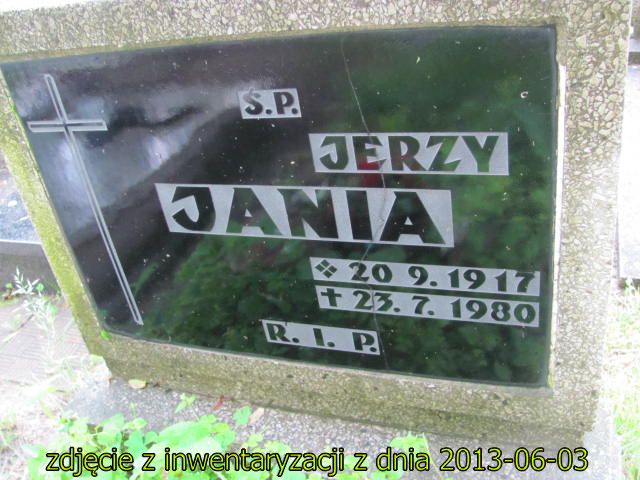 Ś.P.
JERZY
JANIA
❖ 20 9. 1917
✝ 23. 7. 1980
R. I. P.
zdjęcie z inwentaryzacji z dnia 2013-06-03